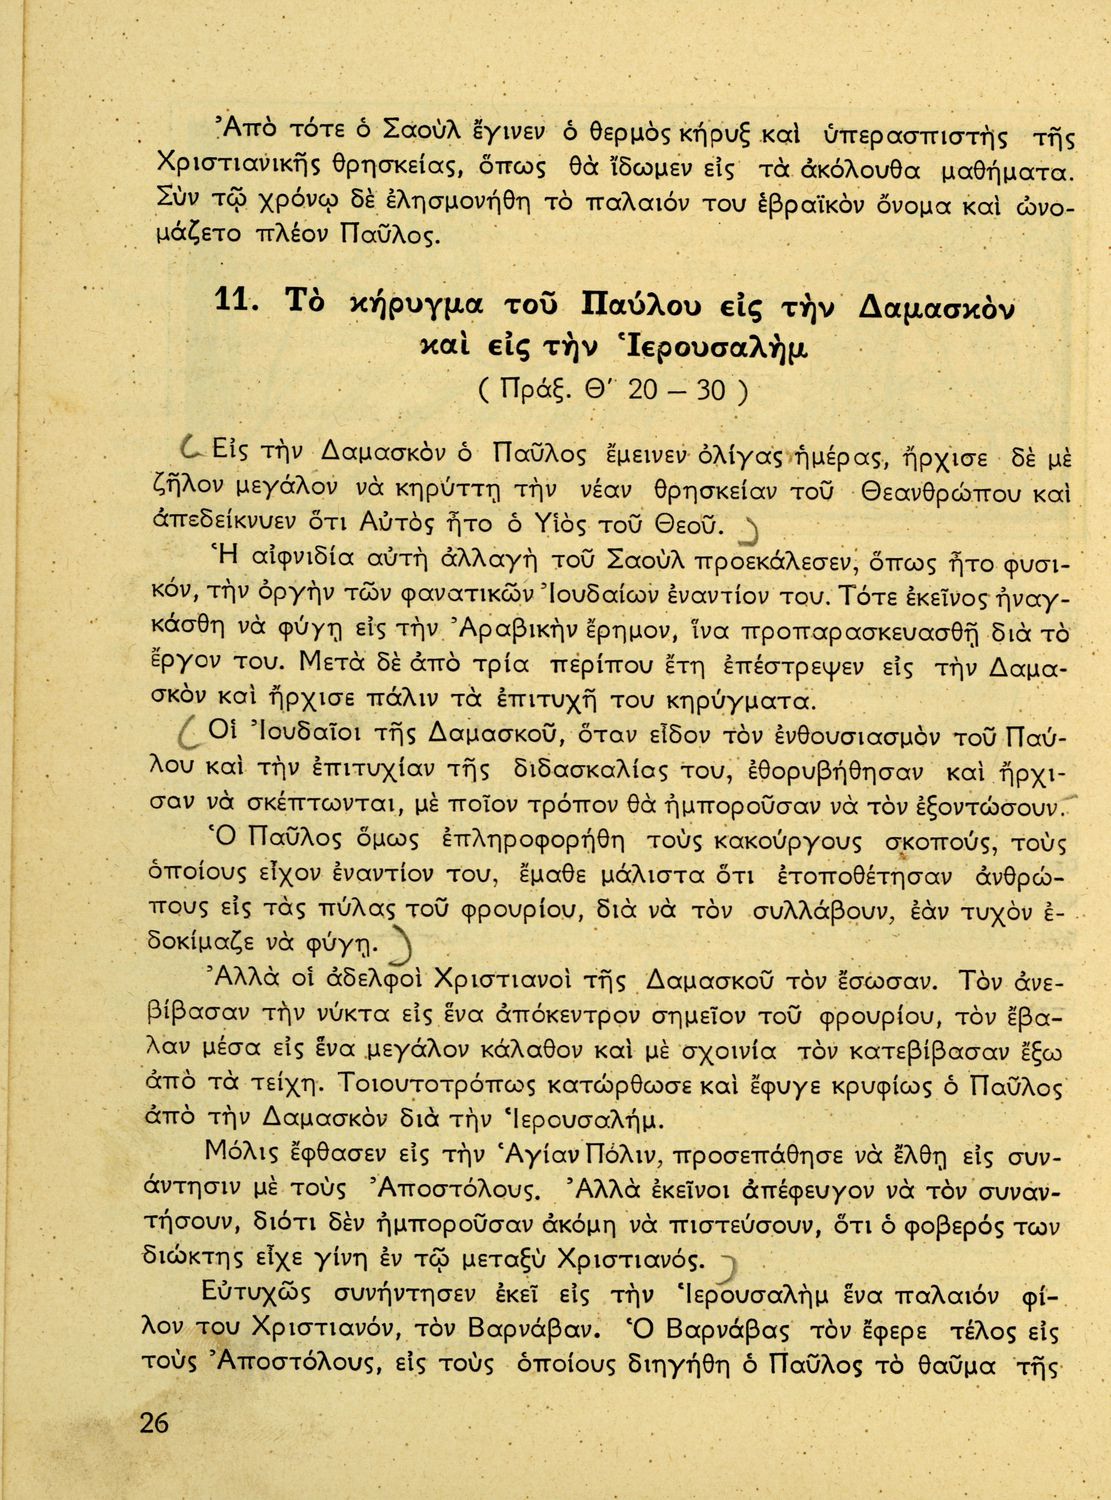 Ἀπὸ τότε ὁ Σαοὺλ ἔγινεν ὁ θερμὸς κήρυξ καὶ ὑπερασπιστὴς τῆς
Χριστιανικῆς θρησκείας, ὅπως θὰ ἴδωμεν εἰς τὰ ἀκόλουθα μαθήματα.
Σὺν τῷ χρόνῳ δὲ ἐλησμονήθη τὸ παλαιόν του ἑβραϊκὸν ὄνομα καὶ ὠνο-
μάζετο πλέον Παῦλος.
11. Τὸ κήρυγμα τοῦ Παύλου εἰς τὴν Δαμασκὸν
καὶ εἰς τὴν Ἱερουσαλὴμ
( Πράξ. Θ′ 20 – 30 )
Εἰς τὴν Δαμασκὸν ὁ Παῦλος ἔμεινεν ὀλίγας ἡμέρας, ἤρχισε δὲ μὲ
ζῆλον μεγάλον νὰ κηρύττῃ τὴν νέαν θρησκείαν τοῦ Θεανθρώπου καὶ
ἀπεδείκνυεν ὅτι Αὐτὸς ἦτο ὁ Υἱὸς τοῦ Θεοῦ.
Ἡ αἰφνιδία αὐτὴ ἀλλαγὴ τοῦ Σαοὺλ προεκάλεσεν, ὅπως ἦτο φυσι-
κόν, τὴν ὀργὴν τῶν φανατικῶν Ἰουδαίων ἐναντίον του. Τότε ἐκεῖνος ἠναγ-
κάσθη νὰ φύγῃ εἰς τὴν Ἀραβικὴν ἔρημον, ἵνα προπαρασκευασθῇ διὰ τὸ
ἔργον του. Μετὰ δὲ ἀπὸ τρία περίπου ἔτη ἐπέστρεψεν εἰς τὴν Δαμα-
σκὸν καὶ ἤρχισε πάλιν τὰ ἐπιτυχῆ του κηρύγματα.
Οἱ Ἰουδαῖοι τῆς Δαμασκοῦ, ὅταν εἶδον τὸν ἐνθουσιασμὸν τοῦ Παύ-
λου καὶ τὴν ἐπιτυχίαν τῆς διδασκαλίας του, ἐθορυβήθησαν καὶ ἤρχι-
σαν νὰ σκέπτωνται, μὲ ποῖον τρόπον θὰ ἠμποροῦσαν νὰ τὸν ἐξοντώσουν.
Ὁ Παῦλος ὅμως ἐπληροφορήθη τοὺς κακούργους σκοπούς, τοὺς
ὁποίους εἶχον ἐναντίον του, ἔμαθε μάλιστα ὅτι ἐτοποθέτησαν ἀνθρώ-
πους εἰς τὰς πύλας τοῦ φρουρίου, διὰ νὰ τὸν συλλάβουν, ἐὰν τυχὸν ἐ-
δοκίμαζε νὰ φύγῃ.
Ἀλλὰ οἱ ἀδελφοὶ Χριστιανοὶ τῆς Δαμασκοῦ τὸν ἔσωσαν. Τὸν ἀνε-
βίβασαν τὴν νύκτα εἰς ἕνα ἀπόκεντρον σημεῖον τοῦ φρουρίου, τὸν ἔβα-
λαν μέσα εἰς ἕνα μεγάλον κάλαθον καὶ μὲ σχοινία τὸν κατεβίβασαν ἔξω
ἀπὸ τὰ τείχη. Τοιουτοτρόπως κατώρθωσε καὶ ἔφυγε κρυφίως ὁ Παῦλος
ἀπὸ τὴν Δαμασκὸν διὰ τὴν Ἱερουσαλήμ.
Μόλις ἔφθασεν εἰς τὴν Ἁγίαν Πόλιν, προσεπάθησε νὰ ἔλθῃ εἰς συν-
άντησιν μὲ τοὺς Ἀποστόλους. Ἀλλὰ ἐκεῖνοι ἀπέφευγον νὰ τὸν συναν-
τήσουν, διότι δὲν ἠμποροῦσαν ἀκόμη νὰ πιστεύσουν, ὅτι ὁ φοβερός των
διώκτης εἶχε γίνη ἐν τῷ μεταξὺ Χριστιανός.
Εὐτυχῶς συνήντησεν ἐκεῖ εἰς τὴν Ἱερουσαλὴμ ἕνα παλαιόν φί-
λον του Χριστιανόν, τὸν Βαρνάβαν. Ὁ Βαρνάβας τὸν ἔφερε τέλος εἰς
τοὺς Ἀποστόλους, εἰς τοὺς ὁποίους διηγήθη ὁ Παῦλος τὸ θαῦμα τῆς
26